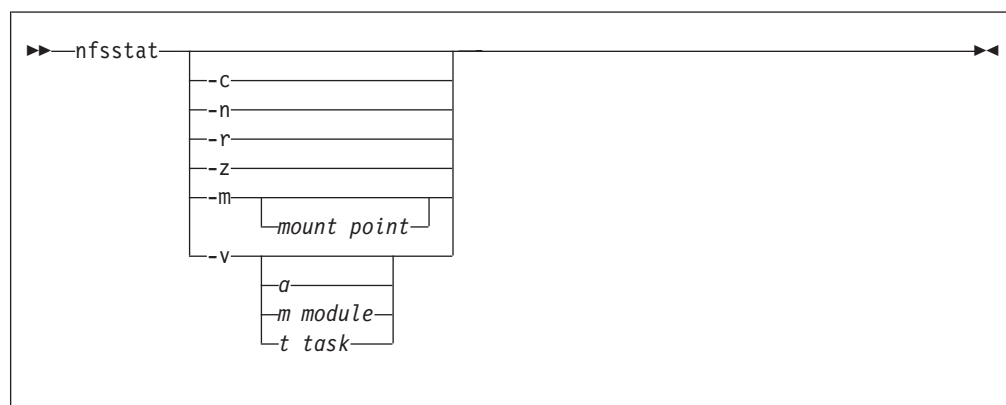 nfsstat
-c
-n
-r
-z
-m
mount point
-v
a
m module
t task